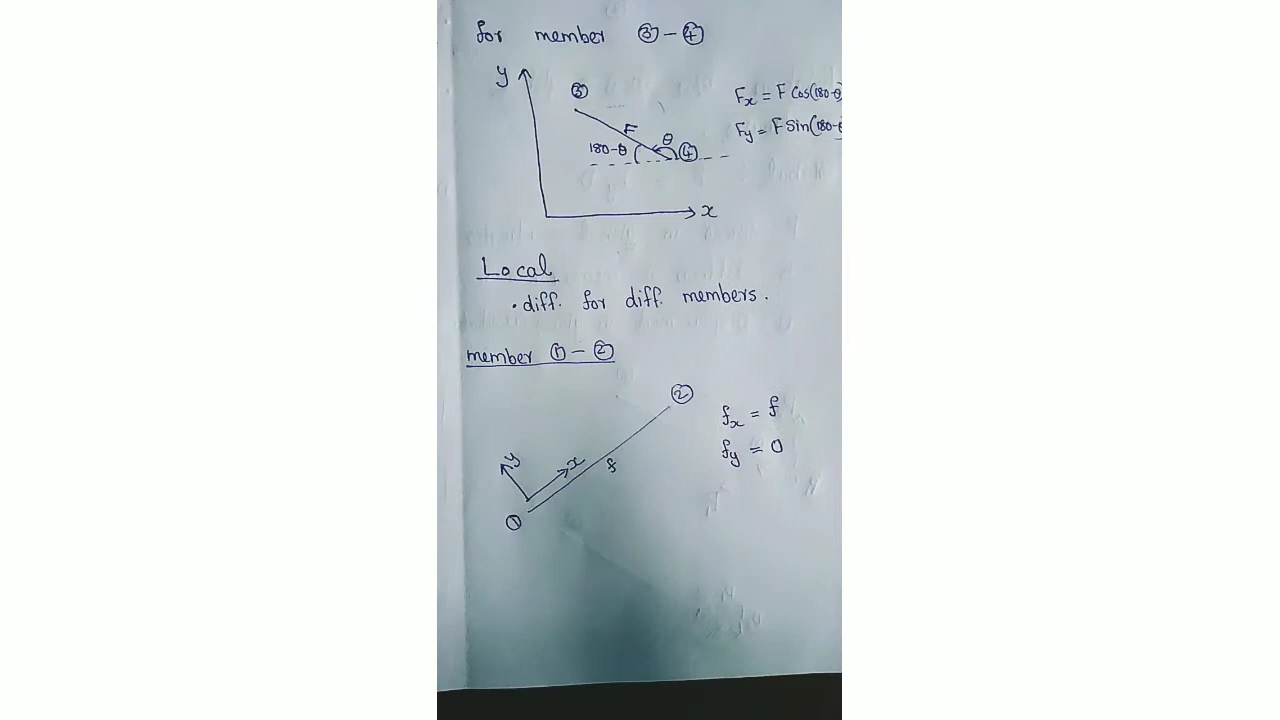 for member ③-④
y
③
Fx = F Cos(180-θ)
F
θ
Fy = F Sin(180-θ
180-θ
④
x
Local
• diff. for diff. members.
member ①-②
②
fx = f
y
x
f
fy = 0
①